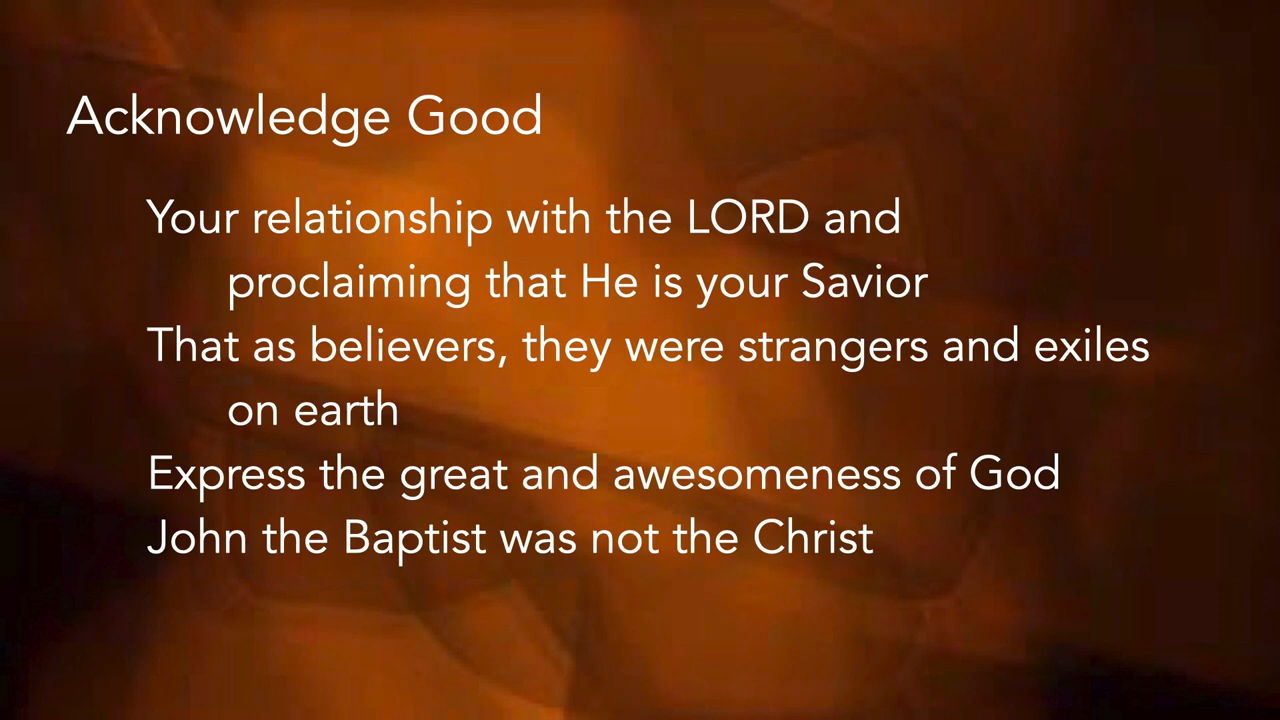 Acknowledge Good
Your relationship with the LORD and
proclaiming that He is your Savior
That as believers, they were strangers and exiles
on earth
Express the great and awesomeness of God
John the Baptist was not the Christ